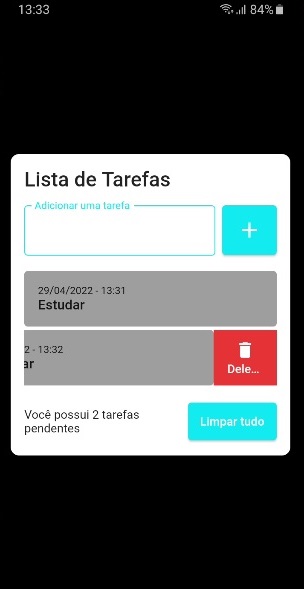 13:33 84%
Lista de Tarefas
Adicionar uma tarefa
+
29/04/2022 - 13:31
Estudar
2 - 13:32
ar
Dele...
Você possui 2 tarefas
pendentes
Limpar tudo